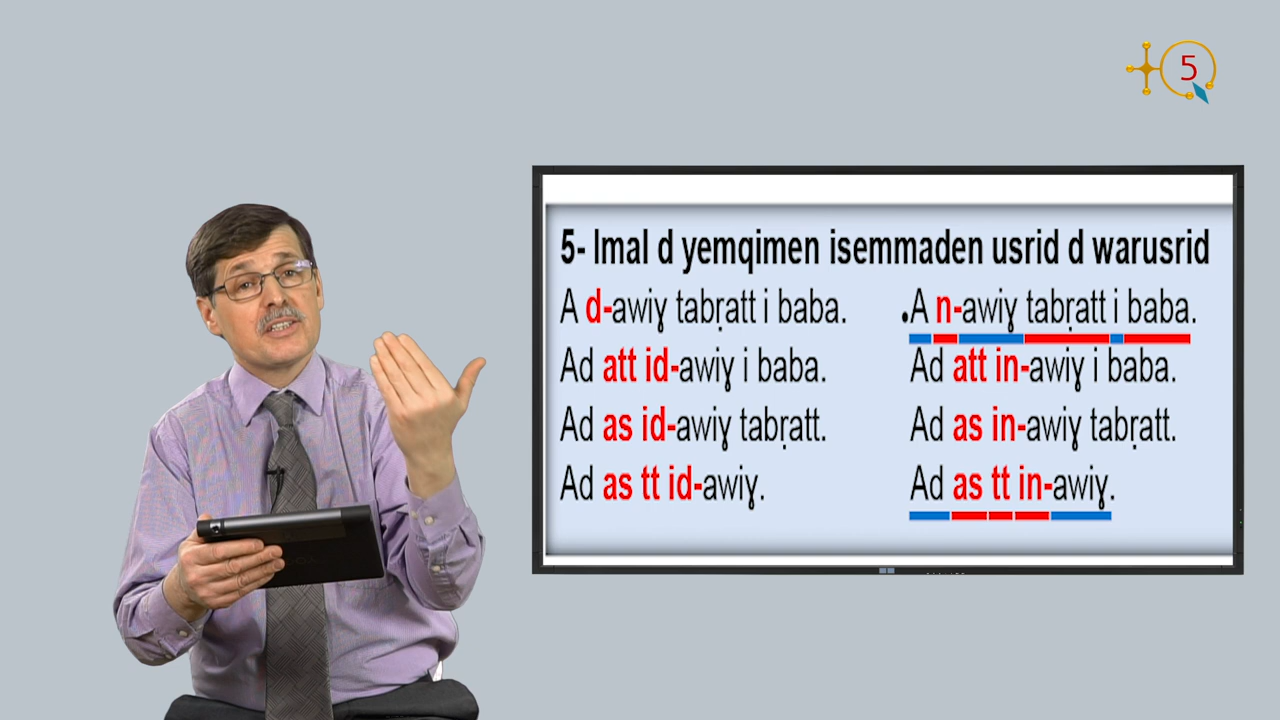 5
5- Imal d yemqimen isemmaden usrid d warusrid
A d-awiɣ tabṛatt i baba.
Ad att id-awiɣ i baba.
Ad as id-awiɣ tabṛatt.
Ad as tt id-awiɣ.
•A n-awiɣ tabṛatt i baba.
Ad att in-awiɣ i baba.
Ad as in-awiɣ tabṛatt.
Ad as tt in-awiɣ.